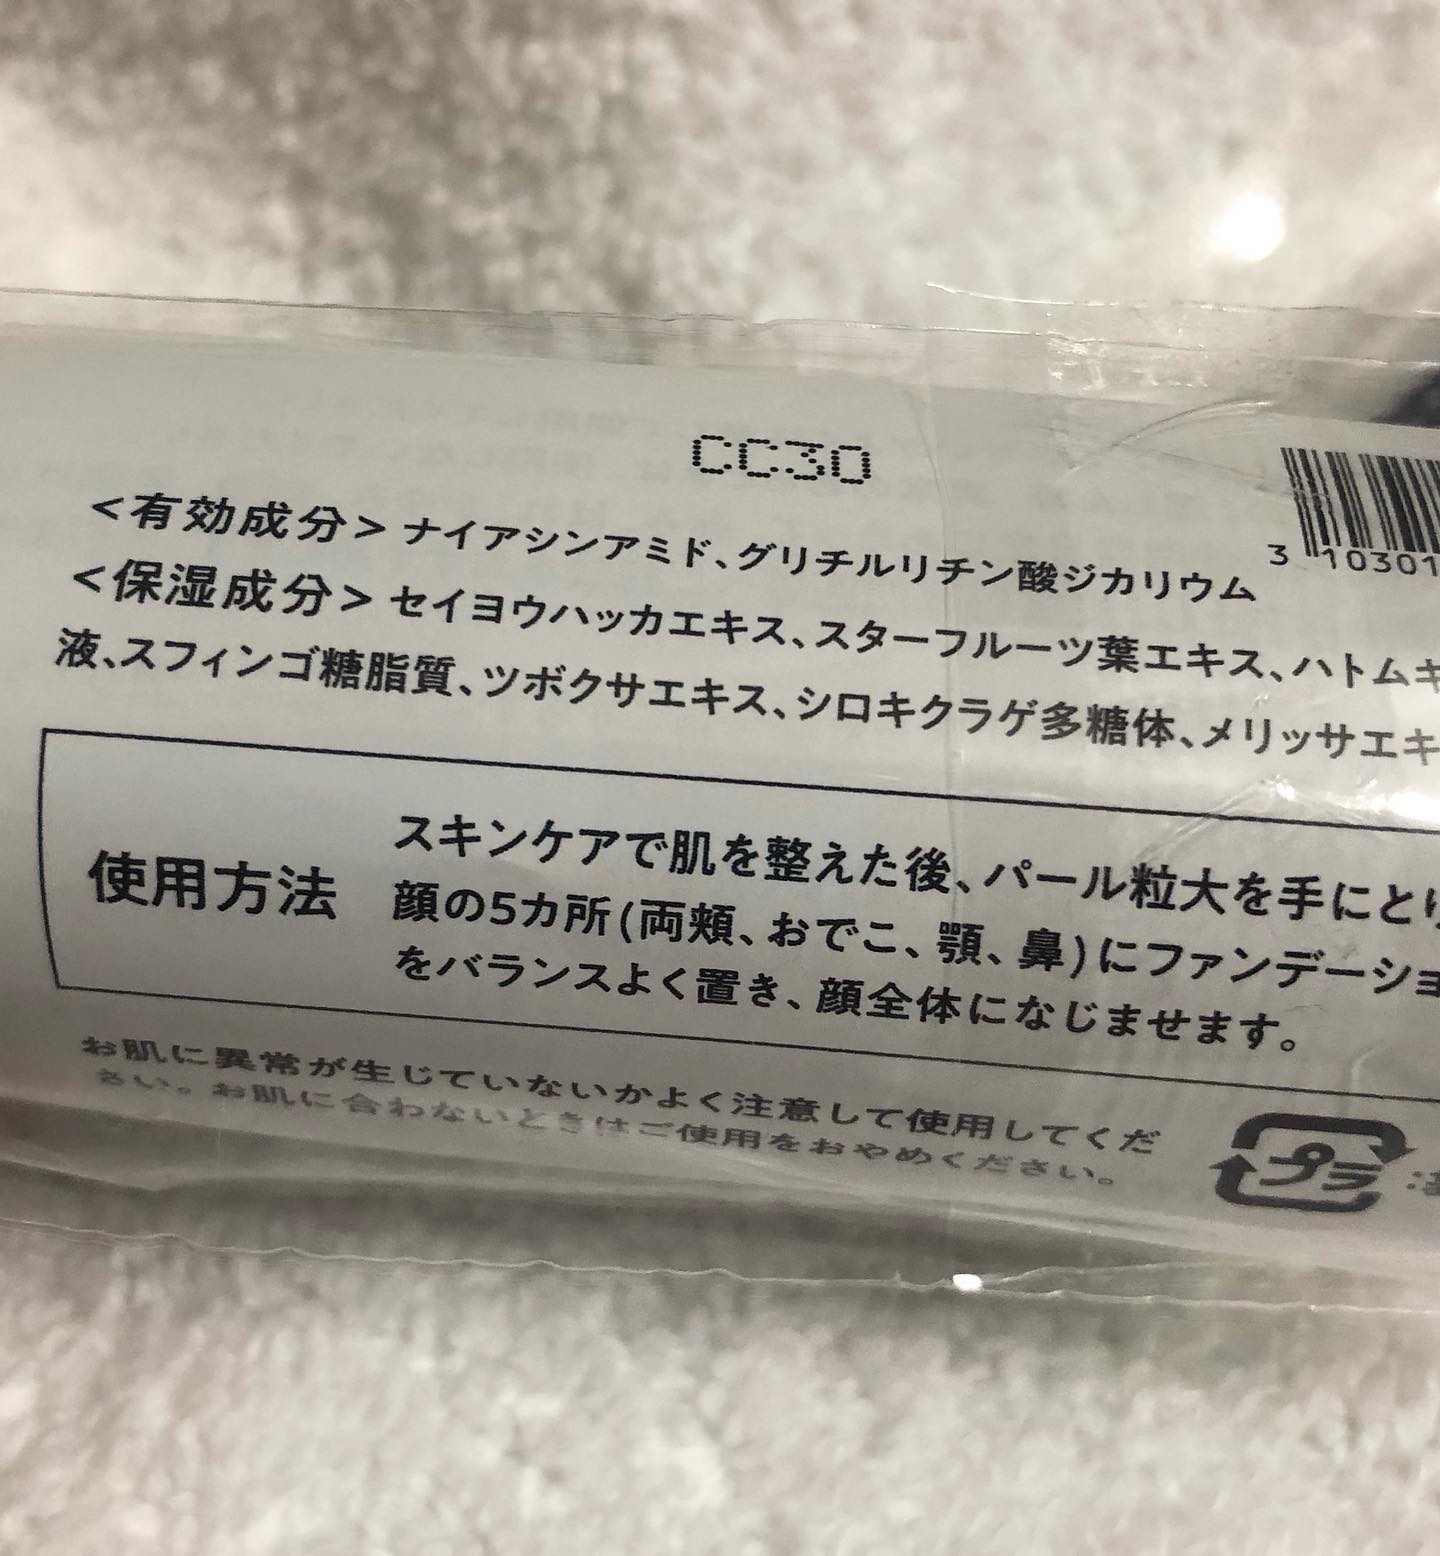 CC30
<有効成分>ナイアシンアミド、グリチルリチン酸ジカリウム
3 10301
<保湿成分>セイヨウハッカエキス、スターフルーツ葉エキス、ハトムギ
液、スフィンゴ糖脂質、ツボクサエキス、シロキクラゲ多糖体、メリッサエキ
使用方法
スキンケアで肌を整えた後、パール粒大を手にとり
顔の5カ所(両頬、おでこ、顎、鼻)にファンデーショ
をバランスよく置き、顔全体になじませます。
お肌に異常が生じていないかよく注意して使用してくだ
さい。お肌に合わないときはご使用をおやめください。
プラ